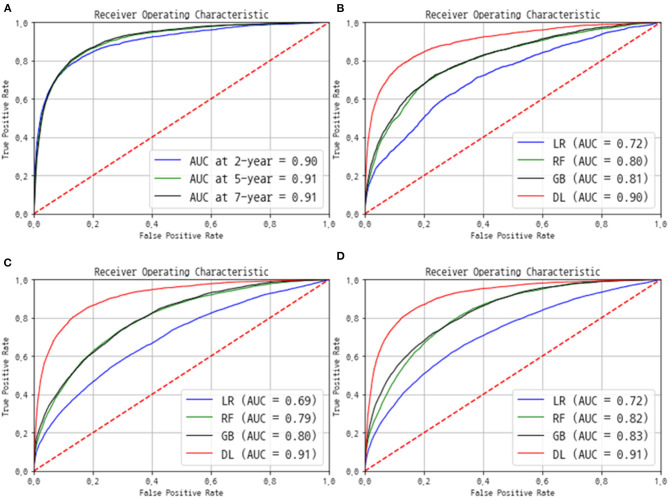 A
Receiver Operating Characteristic
True Positive Rate
1,0
0,8
0,6
0,4
0,2
0,0
AUC at 2-year = 0.90
AUC at 5-year = 0.91
AUC at 7-year = 0.91
0,0 0,2 0,4 0,6 0,8 1,0
False Positive Rate
B
Receiver Operating Characteristic
True Positive Rate
1,0
0,8
0,6
0,4
0,2
0,0
LR (AUC = 0.72)
RF (AUC = 0.80)
GB (AUC = 0.81)
DL (AUC = 0.90)
0,0 0,2 0,4 0,6 0,8 1,0
False Positive Rate
C
Receiver Operating Characteristic
True Positive Rate
1,0
0,8
0,6
0,4
0,2
0,0
LR (AUC = 0.69)
RF (AUC = 0.79)
GB (AUC = 0.80)
DL (AUC = 0.91)
0,0 0,2 0,4 0,6 0,8 1,0
False Positive Rate
D
Receiver Operating Characteristic
True Positive Rate
1,0
0,8
0,6
0,4
0,2
0,0
LR (AUC = 0.72)
RF (AUC = 0.82)
GB (AUC = 0.83)
DL (AUC = 0.91)
0,0 0,2 0,4 0,6 0,8 1,0
False Positive Rate